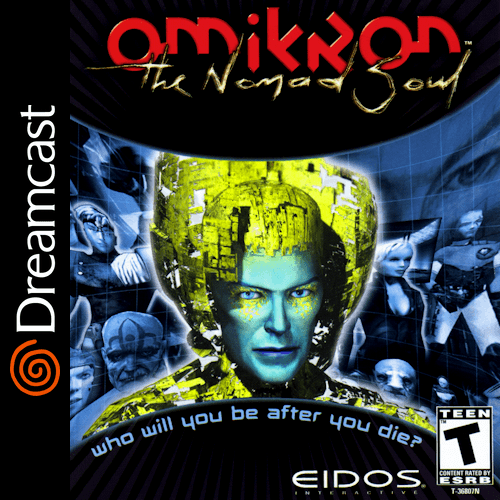 omikron™
the Nomad Soul
Dreamcast
who will you be after you die?
EIDOS
INTERACTIVE
TEEN
T
CONTENT RATED BY
ESRB
T-36807N